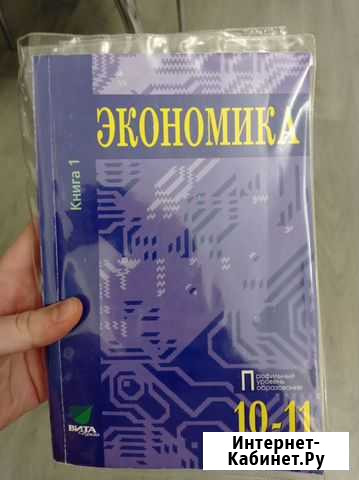 ЭКОНОМИКА
Книга 1
Профильный
уровень
образования
10-11
ВИТА
Интернет-
Кабинет.Ру